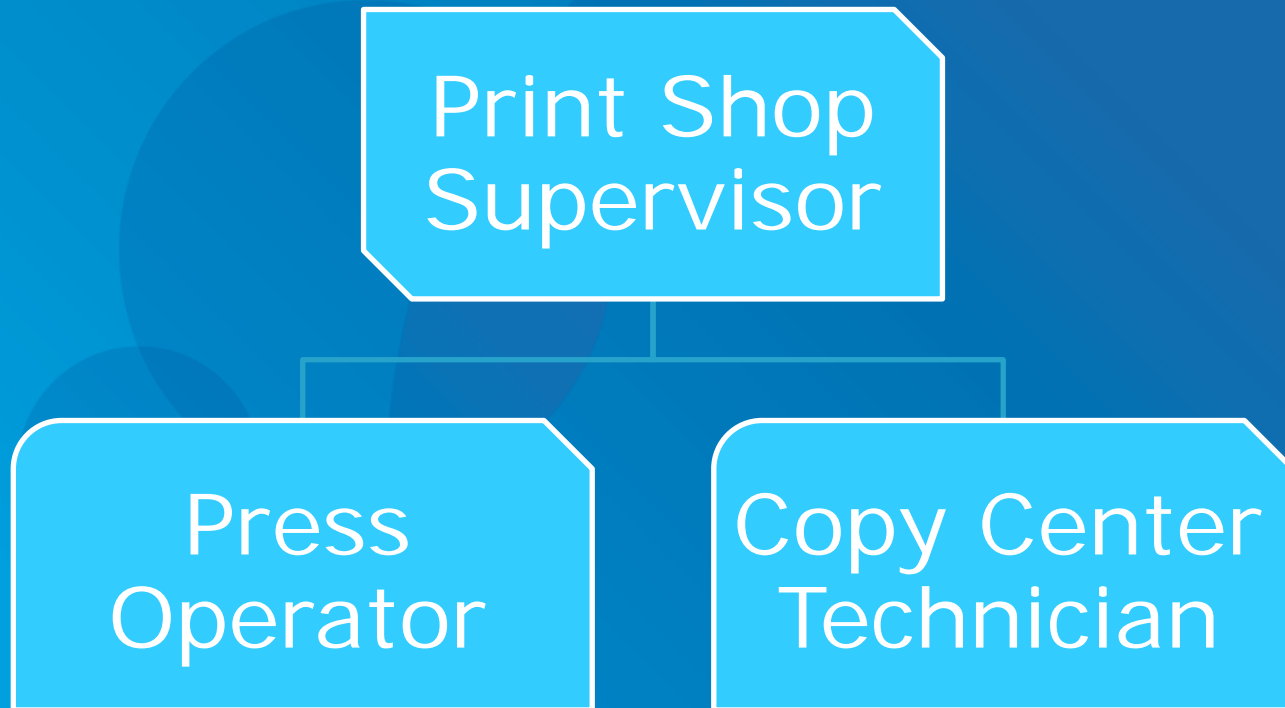 Print Shop
Supervisor
Press
Operator
Copy Center
Technician